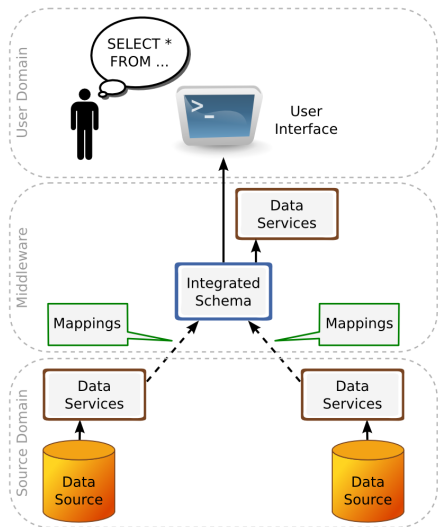 User Domain
SELECT *
FROM ...
>_
User
Interface
Middleware
Data
Services
Integrated
Schema
Mappings
Mappings
Source Domain
Data
Services
Data
Services
Data
Source
Data
Source